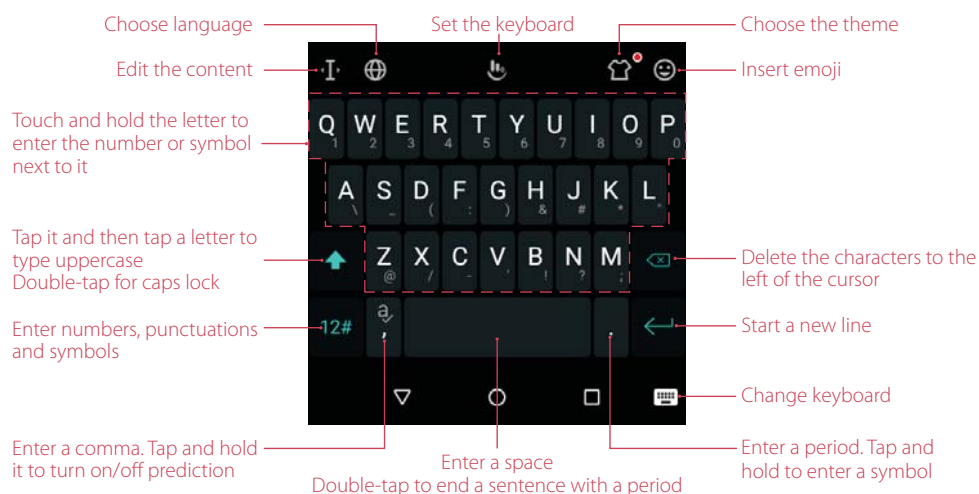 Choose language
Set the keyboard
Choose the theme
Edit the content
Insert emoji
Touch and hold the letter to
enter the number or symbol
next to it
Q W E R T Y U I O P
1 2 3 4 5 6 7 8 9 0
A S D F G H J K L
\ _ ( : ) & # * "
Tap it and then tap a letter to
type uppercase
Double-tap for caps lock
Z X C V B N M
@ / - ' ! ? ;
Delete the characters to the
left of the cursor
Enter numbers, punctuations
and symbols
12# a , .
Start a new line
Change keyboard
Enter a comma. Tap and hold
it to turn on/off prediction
Enter a space
Double-tap to end a sentence with a period
Enter a period. Tap and
hold to enter a symbol